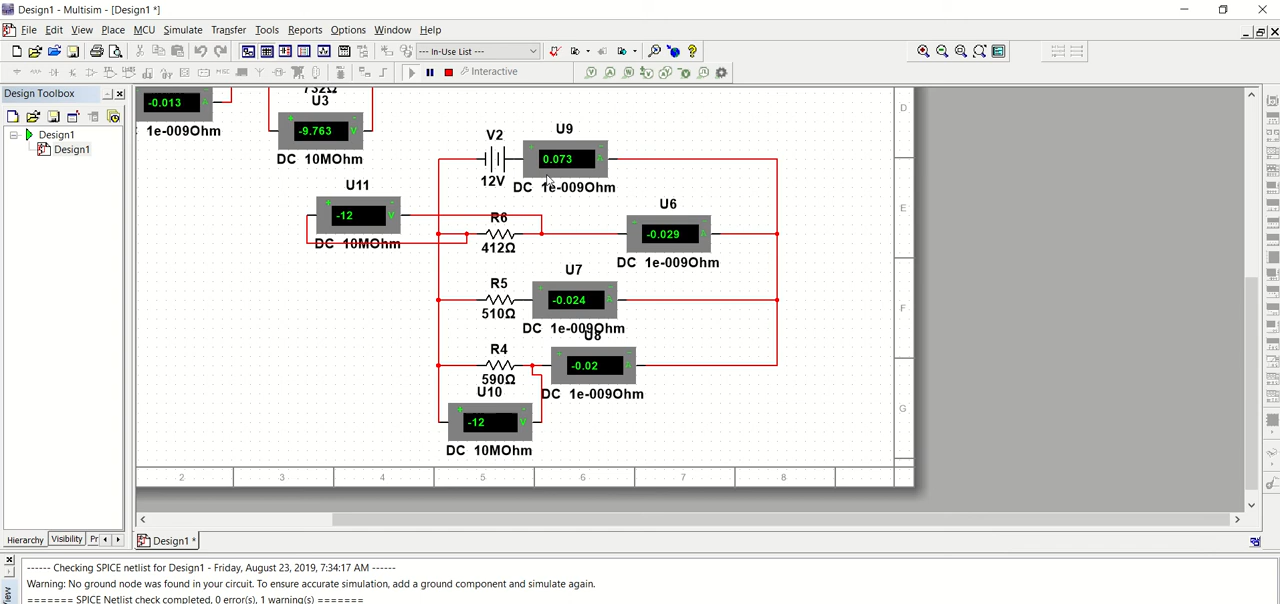 Design1 - Multisim - [Design1 *]
File Edit View Place MCU Simulate Transfer Tools Reports Options Window Help
--- In-Use List ---
Interactive
Design Toolbox
Design1
Design1
-0.013 A
1e-009Ohm
732Ω
U3
+ -
-9.763 V
DC 10MOhm
V2
12V
U9
+ -
0.073 A
DC 1e-009Ohm
U11
+ -
-12 V
DC 10MOhm
R6
412Ω
U6
+ -
-0.029 A
DC 1e-009Ohm
R5
510Ω
U7
+ -
-0.024 A
DC 1e-009Ohm
R4
590Ω
U8
+ -
-0.02 A
DC 1e-009Ohm
U10
+ -
-12 V
DC 10MOhm
D
E
F
G
2 3 4 5 6 7 8
Hierarchy Visibility Pr
Design1 *
------ Checking SPICE netlist for Design1 - Friday, August 23, 2019, 7:34:17 AM ------
Warning: No ground node was found in your circuit. To ensure accurate simulation, add a ground component and simulate again.
======= SPICE Netlist check completed, 0 error(s), 1 warning(s) =======